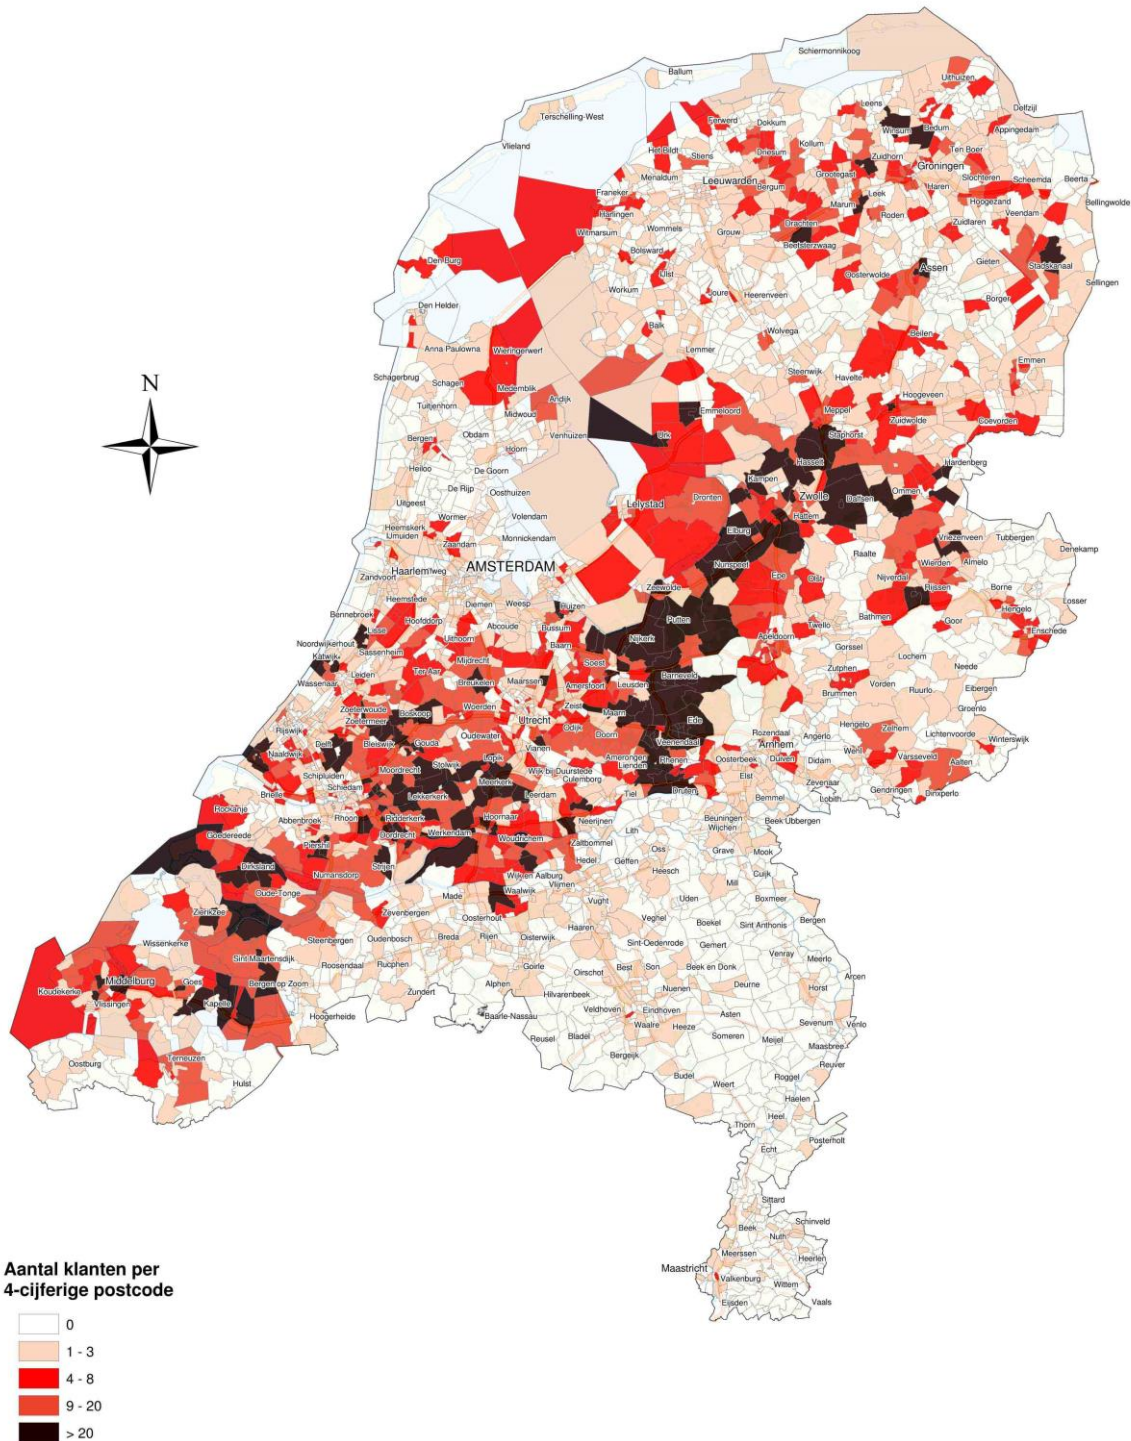 Schiermonnikoog
Ballum
Uithuizen
Terschelling-West
Leens
Delfzijl
Ferwerd
Dokkum
Winsum
Bedum
Appingedam
Vlieland
Het Bildt
Stiens
Driesum
Kollum
Zuidhorn
Ten Boer
Menaldum
Leeuwarden
Bergum
Grootegast
Groningen
Slochteren
Scheemda
Beerta
Franeker
Harlingen
Marum
Leek
Haren
Hoogezand
Bellingwolde
Witmarsum
Wommels
Grouw
Drachten
Roden
Zuidlaren
Veendam
Bolsward
Beetsterzwaag
Den Burg
IJlst
Oosterwolde
Assen
Gieten
Stadskanaal
Workum
Joure
Heerenveen
Borger
Sellingen
Den Helder
Balk
Wolvega
Beilen
Anna Paulowna
Wieringerwerf
Lemmer
Emmen
N
Schagerbrug
Schagen
Medemblik
Steenwijk
Havelte
Hoogeveen
Tuitjenhorn
Midwoud
Andijk
Emmeloord
Meppel
Zuidwolde
Coevorden
Bergen
Obdam
Hoorn
Venhuizen
Urk
Staphorst
Heiloo
De Goorn
Hasselt
Hardenberg
De Rijp
Oosthuizen
Kampen
Uitgeest
Lelystad
Dronten
Zwolle
Dalfsen
Ommen
Heemskerk
IJmuiden
Wormer
Volendam
Hattem
Zaandam
Monnickendam
Elburg
Vriezenveen
Tubbergen
Denekamp
Haarlem
weg
AMSTERDAM
Nunspeet
Raalte
Wierden
Almelo
Zandvoort
Heemstede
Diemen
Weesp
Zeewolde
Epe
Olst
Nijverdal
Rijssen
Borne
Losser
Bennebroek
Hoofddorp
Abcoude
Huizen
Putten
Twello
Bathmen
Goor
Hengelo
Enschede
Noordwijkerhout
Lisse
Uithoorn
Bussum
Nijkerk
Apeldoorn
Gorssel
Katwijk
Sassenheim
Mijdrecht
Baarn
Lochem
Wassenaar
Leiden
Ter Aar
Breukelen
Maarssen
Soest
Amersfoort
Leusden
Barneveld
Zutphen
Vorden
Neede
Brummen
Ruurlo
Eibergen
Zoeterwoude
Boskoop
Woerden
Zeist
Maarn
Groenlo
Zoetermeer
Utrecht
Ede
Rijswijk
Delft
Bleiswijk
Gouda
Oudewater
Odijk
Doorn
Rozendaal
Angerlo
Hengelo
Zelhem
Lichtenvoorde
Winterswijk
Naaldwijk
Vianen
Veenendaal
Arnhem
Schipluiden
Moordrecht
Stolwijk
Lopik
Amerongen
Rhenen
Oosterbeek
Duiven
Didam
Wehl
Varsseveld
Aalten
Wijk bij Duurstede
Lienden
Schiedam
Meerkerk
Culemborg
Elst
Zevenaar
Brielle
Lekkerkerk
Leerdam
Tiel
Druten
Bemmel
Lobith
Gendringen
Dinxperlo
Hockanje
Abbenbroek
Rhoon
Ridderkerk
Hoornaar
Neerijnen
Beuningen
Beek Ubbergen
Goedereede
Dordrecht
Werkendam
Woudrichem
Zaltbommel
Lith
Wijchen
Piershil
Hedel
Geffen
Oss
Grave
Mook
Dirksland
Strijen
Numansdorp
Wijk en Aalburg
Heesch
Cuijk
Oude-Tonge
Made
Waalwijk
Vlijmen
Mill
Zierikzee
Zevenbergen
Oosterhout
Vught
Uden
Boxmeer
Wissenkerke
Steenbergen
Oudenbosch
Breda
Rijen
Oisterwijk
Haaren
Veghel
Boekel
Sint Anthonis
Bergen
Sint-Maartensdijk
Sint-Oedenrode
Gemert
Venray
Meerlo
Roosendaal
Rucphen
Goirle
Oirschot
Best
Son
Beek en Donk
Arcen
Koudekerke
Middelburg
Goes
Bergen op Zoom
Alphen
Nuenen
Deurne
Horst
Vlissingen
Kapelle
Zundert
Hilvarenbeek
Hoogerheide
Baarle-Nassau
Veldhoven
Eindhoven
Asten
Sevenum
Venlo
Reusel
Bladel
Waalre
Heeze
Someren
Meijel
Maasbree
Oostburg
Terneuzen
Bergeijk
Reuver
Hulst
Budel
Weert
Roggel
Haelen
Heel
Thorn
Posterholt
Echt
Sittard
Beek
Schinveld
Nuth
Meerssen
Heerlen
Maastricht
Valkenburg
Wittem
Eijsden
Vaals
Aantal klanten per
4-cijferige postcode
0
1 - 3
4 - 8
9 - 20
> 20